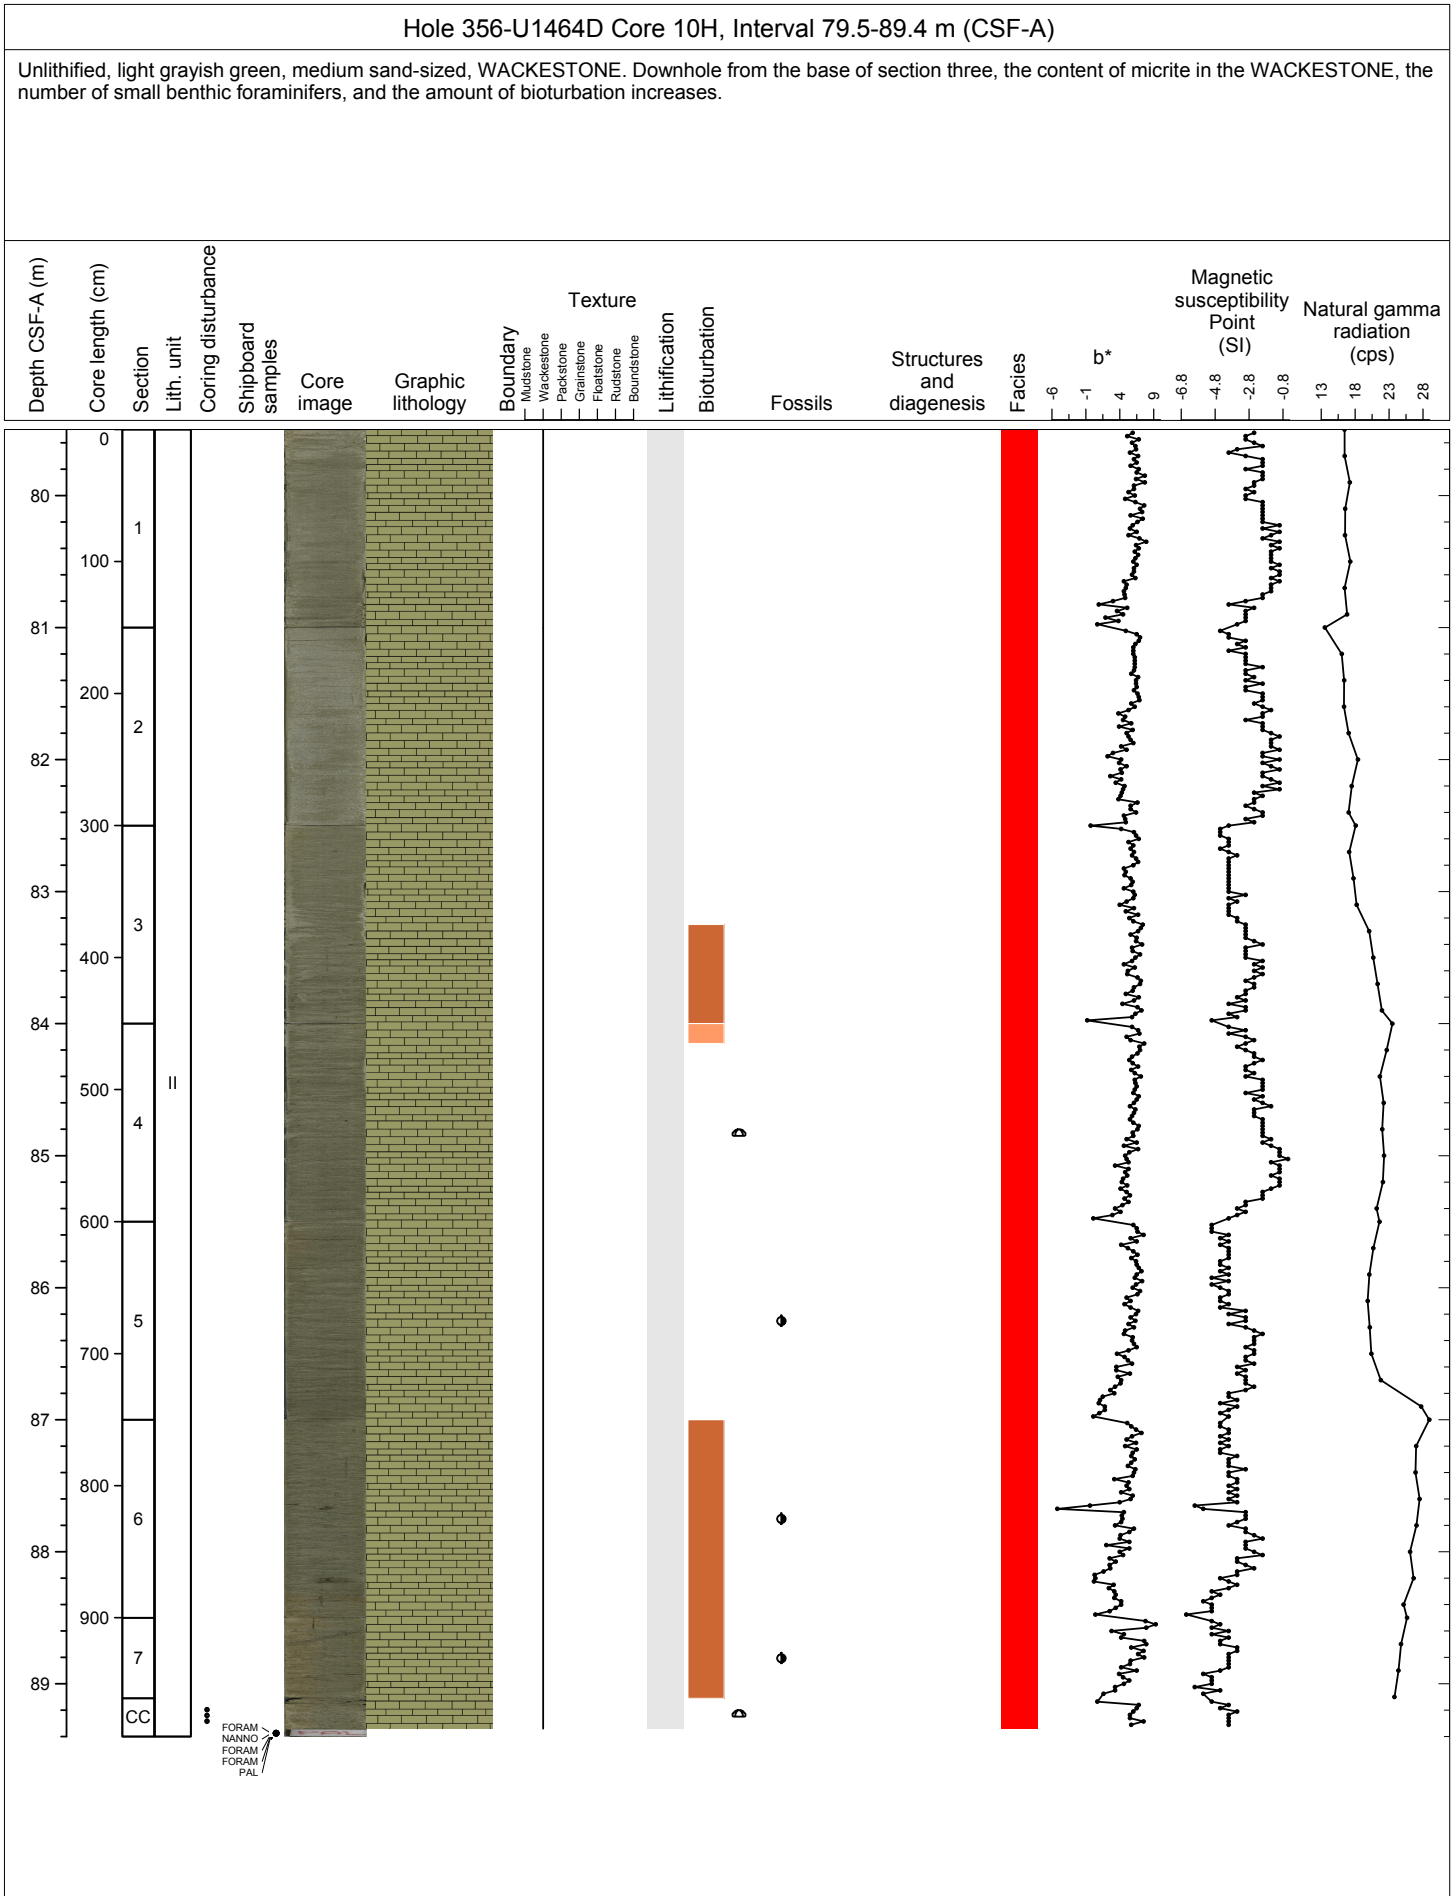 Hole 356-U1464D Core 10H, Interval 79.5-89.4 m (CSF-A)
Unlithified, light grayish green, medium sand-sized, WACKESTONE. Downhole from the base of section three, the content of micrite in the WACKESTONE, the
number of small benthic foraminifers, and the amount of bioturbation increases.
Depth CSF-A (m)
Core length (cm)
Section
Lith. unit
Coring disturbance
Shipboard
samples
Core
image
Graphic
lithology
Boundary
Texture
Mudstone
Wackestone
Packstone
Grainstone
Floatstone
Rudstone
Boundstone
Lithification
Bioturbation
Fossils
Structures
and
diagenesis
Facies
b*
-6 -1 4 9
Magnetic
susceptibility
Point
(SI)
-6.8 -4.8 -2.8 -0.8
Natural gamma
radiation
(cps)
13 18 23 28
0
80
1
100
81
200
2
82
300
83
3
400
84
II
500
4
85
600
86
5
700
87
800
6
88
900
7
89
CC
FORAM
NANNO
FORAM
FORAM
PAL